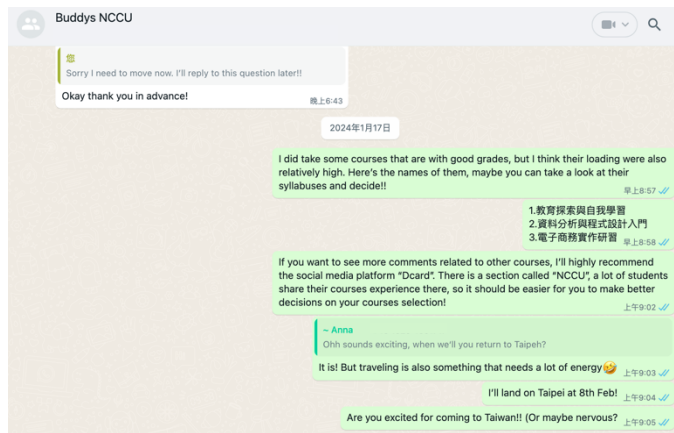 Buddys NCCU
您
Sorry I need to move now. I'll reply to this question later!!
Okay thank you in advance!
晚上6:43
2024年1月17日
I did take some courses that are with good grades, but I think their loading were also
relatively high. Here's the names of them, maybe you can take a look at their
syllabuses and decide!!
早上8:57
1.教育探索與自我學習
2.資料分析與程式設計入門
3.電子商務實作研習
早上8:58
If you want to see more comments related to other courses, I'll highly recommend
the social media platform "Dcard". There is a section called "NCCU", a lot of students
share their courses experience there, so it should be easier for you to make better
decisions on your courses selection!
上午9:02
~ Anna
Ohh sounds exciting, when we'll you return to Taipeh?
It is! But traveling is also something that needs a lot of energy🤣
上午9:03
I'll land on Taipei at 8th Feb!
上午9:04
Are you excited for coming to Taiwan!! (Or maybe nervous?
上午9:05